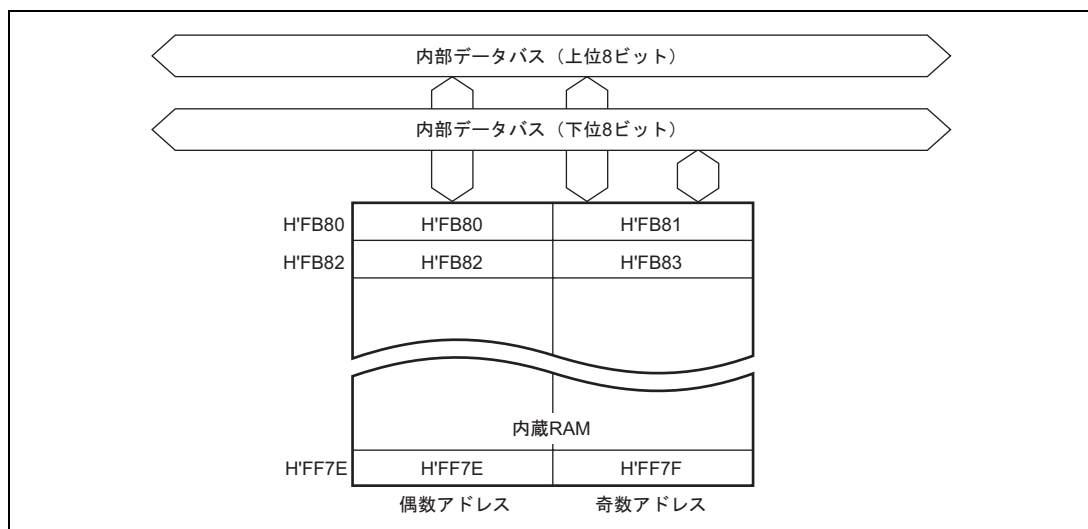 内部データバス（上位8ビット）
内部データバス（下位8ビット）
H'FB80 H'FB80 H'FB81
H'FB82 H'FB82 H'FB83
内蔵RAM
H'FF7E H'FF7E H'FF7F
偶数アドレス 奇数アドレス